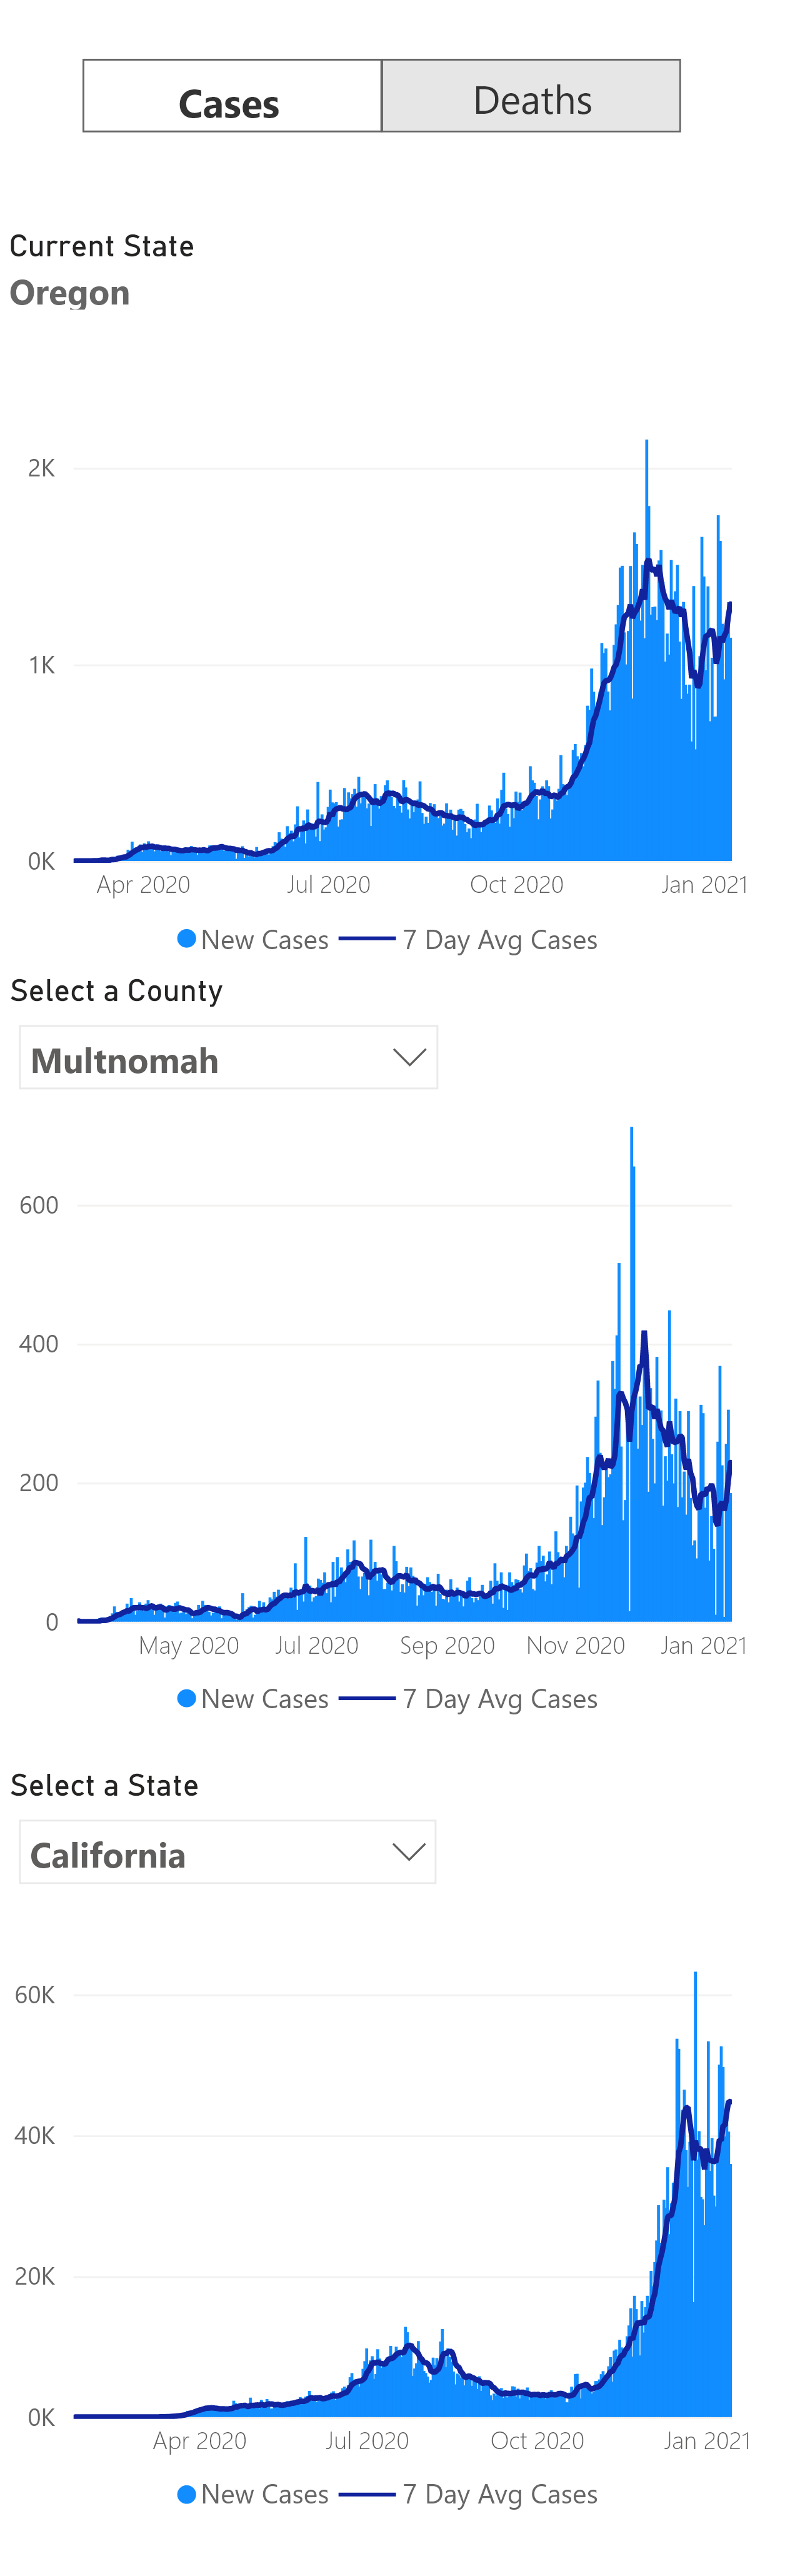 Cases Deaths
Current State
Oregon
2K
1K
0K
Apr 2020 Jul 2020 Oct 2020 Jan 2021
New Cases 7 Day Avg Cases
Select a County
Multnomah
600
400
200
0
May 2020 Jul 2020 Sep 2020 Nov 2020 Jan 2021
New Cases 7 Day Avg Cases
Select a State
California
60K
40K
20K
0K
Apr 2020 Jul 2020 Oct 2020 Jan 2021
New Cases 7 Day Avg Cases